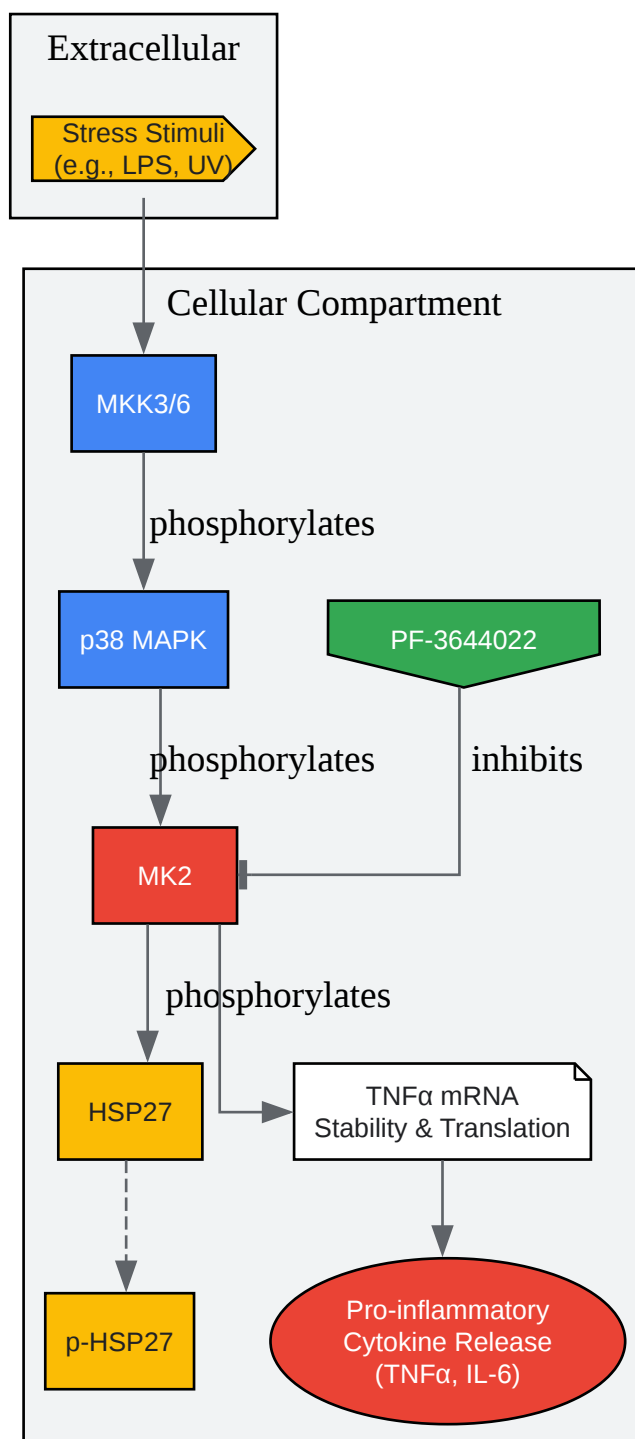 Extracellular
Stress Stimuli
(e.g., LPS, UV)
Cellular Compartment
MKK3/6
phosphorylates
p38 MAPK
PF-3644022
phosphorylates
inhibits
MK2
phosphorylates
HSP27
TNFα mRNA
Stability & Translation
p-HSP27
Pro-inflammatory
Cytokine Release
(TNFα, IL-6)